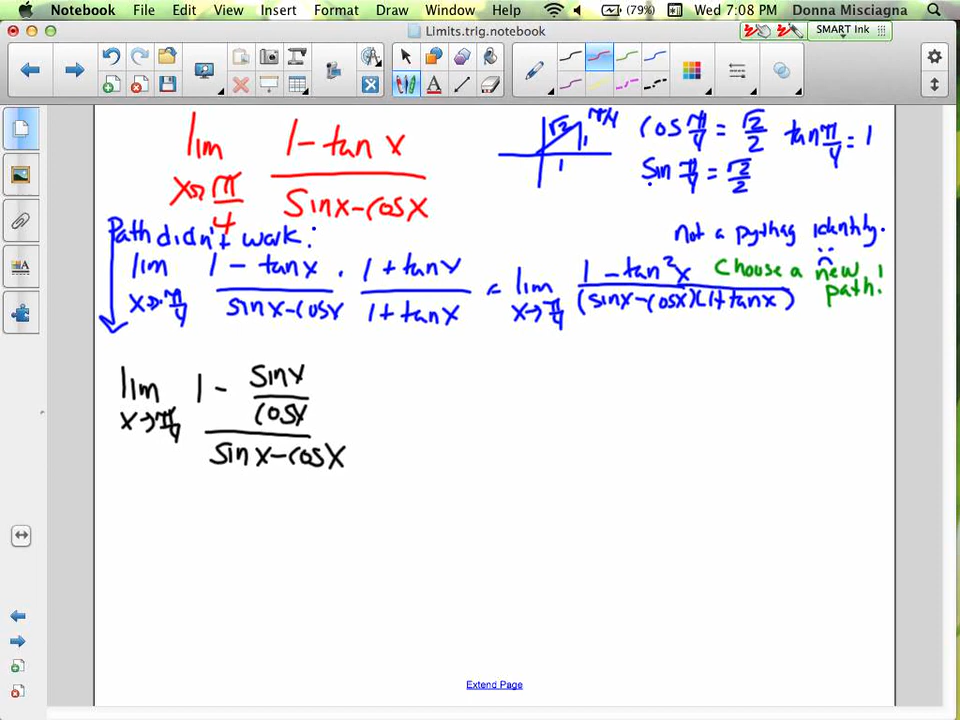 Notebook File Edit View Insert Format Draw Window Help (79%) Wed 7:08 PM Donna Misciagna
Limits.trig.notebook
SMART Ink
lim x→π/4 (1 - tan x)/(sin x - cos x)
√2 π/4 1 1
cos π/4 = √2/2 tan π/4 = 1
sin π/4 = √2/2
Path didn't work:
not a pythag identity.
lim x→π/4 (1 - tan x)/(sin x - cos x) · (1 + tan x)/(1 + tan x) = lim x→π/4 (1 - tan²x)/((sin x - cos x)(1 + tan x))
Choose a new path!
lim x→π/4 (1 - sin x/cos x)/(sin x - cos x)
Extend Page